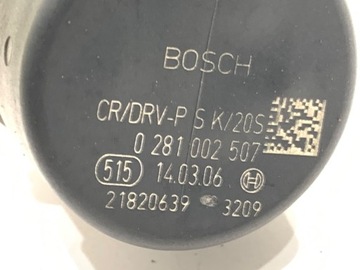 BOSCH
CR/DRV-P S K/20S
0 281 002 507
515 14.03.06
21820639 3209